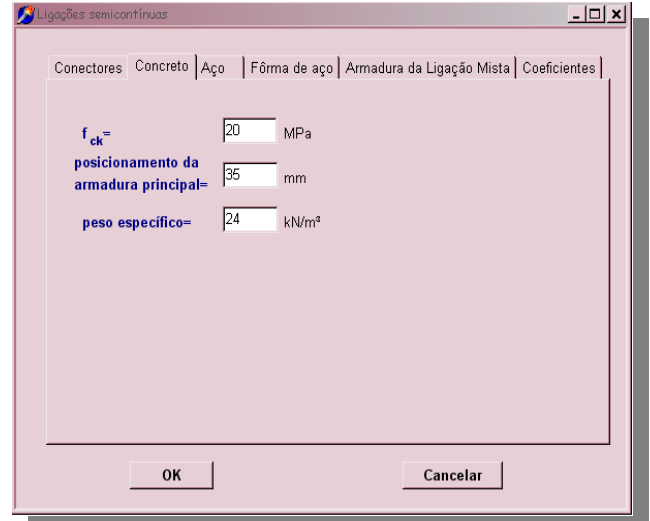 Ligações semicontínuas
Conectores Concreto Aço Fôrma de aço Armadura da Ligação Mista Coeficientes
f ck= 20 MPa
posicionamento da
armadura principal= 35 mm
peso específico= 24 kN/m³
OK Cancelar